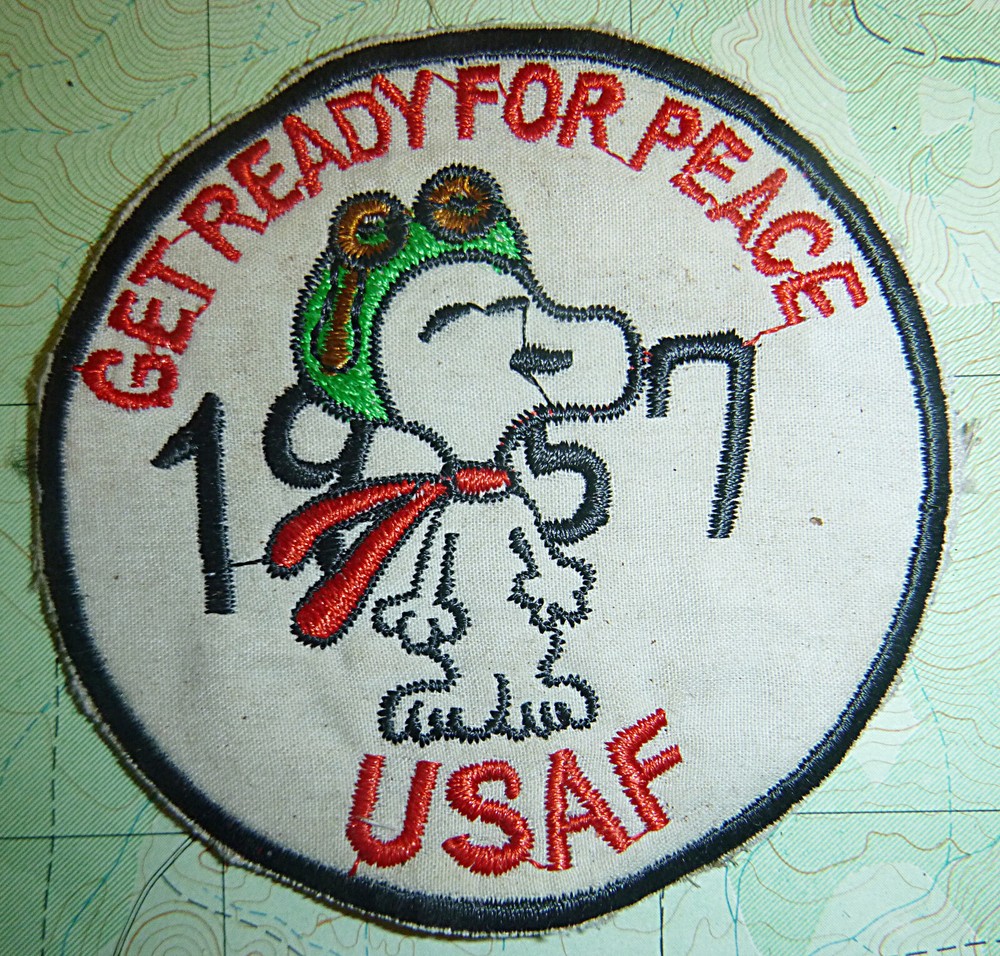 GET READY FOR PEACE
1957
USAF